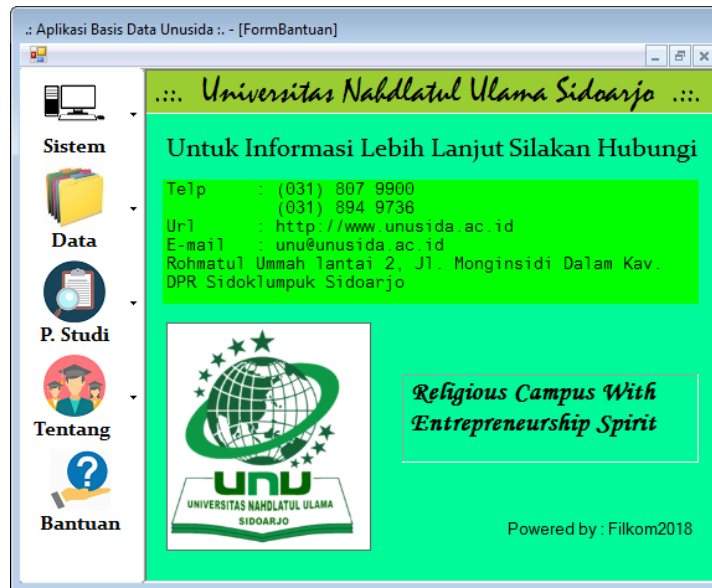 .: Aplikasi Basis Data Unusida :. - [FormBantuan]
.::. Universitas Nahdlatul Ulama Sidoarjo .::.
Sistem
Data
P. Studi
Tentang
Bantuan
Untuk Informasi Lebih Lanjut Silakan Hubungi
Telp : (031) 807 9900
(031) 894 9736
Url : http://www.unusida.ac.id
E-mail : unu@unusida.ac.id
Rohmatul Ummah lantai 2, Jl. Monginsidi Dalam Kav.
DPR Sidoklumpuk Sidoarjo
UNU
UNIVERSITAS NAHDLATUL ULAMA
SIDOARJO
Religious Campus With
Entrepreneurship Spirit
Powered by : Filkom2018